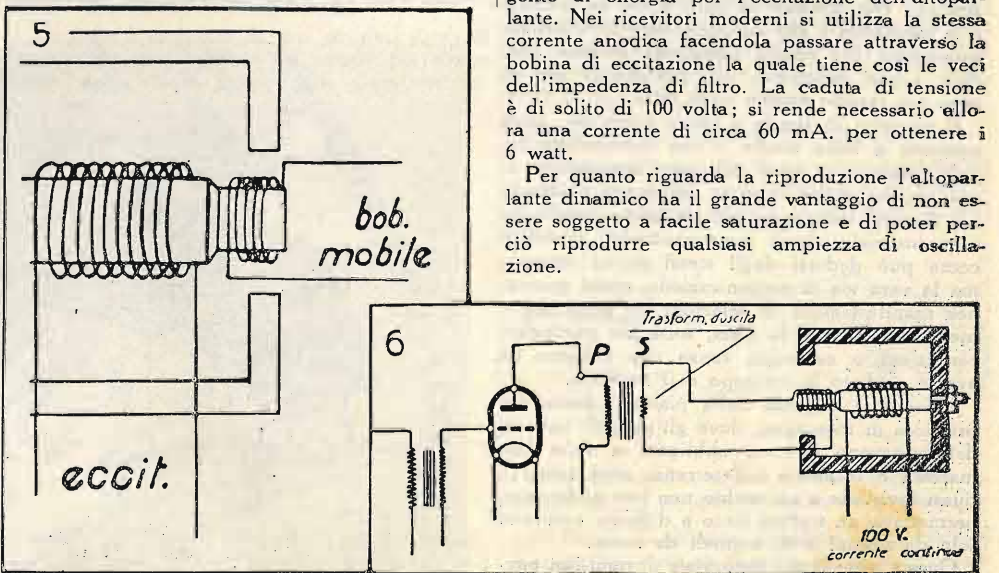 5
bob.
mobile
eccit.
genie di energia per l'eccitazione dell'altopar-
lante. Nei ricevitori moderni si utilizza la stessa
corrente anodica facendola passare attraverso la
bobina di eccitazione la quale tiene così le veci
dell'impedenza di filtro. La caduta di tensione
è di solito di 100 volta; si rende necessario allo-
ra una corrente di circa 60 mA. per ottenere i
6 watt.
Per quanto riguarda la riproduzione l'altopar-
lante dinamico ha il grande vantaggio di non es-
sere soggetto a facile saturazione e di poter per-
ciò riprodurre qualsiasi ampiezza di oscilla-
zione.
6
Trasform. d'uscita
P S
100 V.
corrente continua